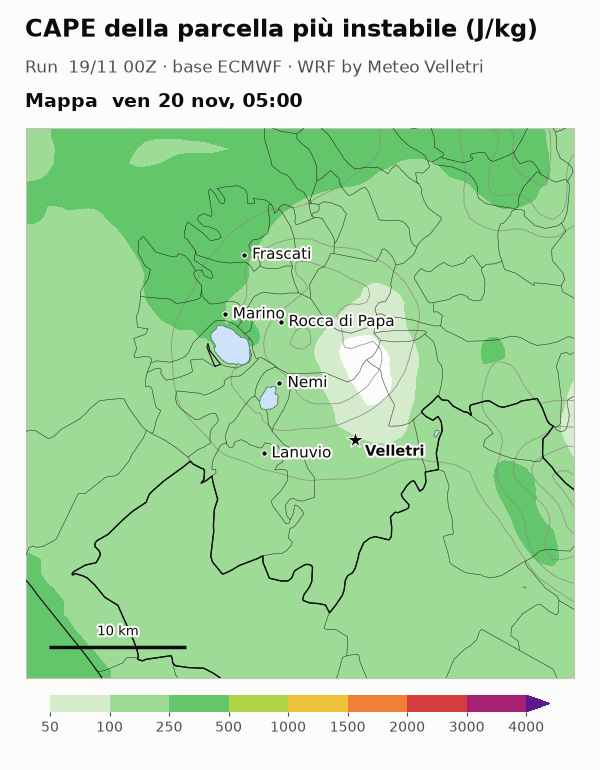 CAPE della parcella più instabile (J/kg)
Run 19/11 00Z · base ECMWF · WRF by Meteo Velletri
Mappa ven 20 nov, 05:00
Frascati
Marino
Rocca di Papa
Nemi
Velletri
Lanuvio
10 km
50 100 250 500 1000 1500 2000 3000 4000